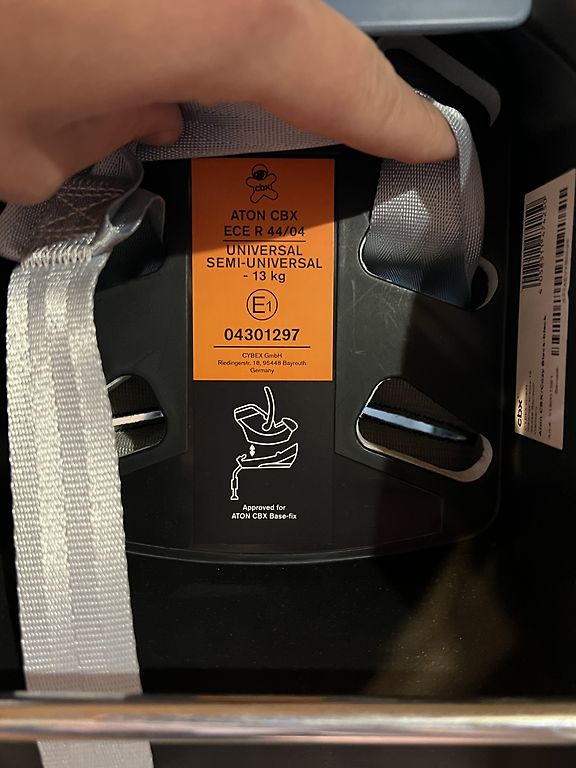 cbx
ATON CBX
ECE R 44/04
UNIVERSAL
SEMI-UNIVERSAL
- 13 kg
E1
04301297
CYBEX GmbH
Riedingerstr. 18, 95448 Bayreuth
Germany
Approved for
ATON CBX Base-fix
cbx